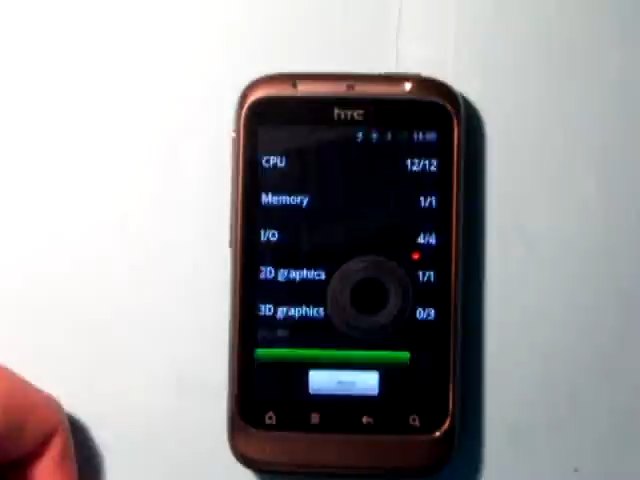 hTC
CPU 12/12
Memory 1/1
I/O 4/4
2D graphics 1/1
3D graphics 0/3